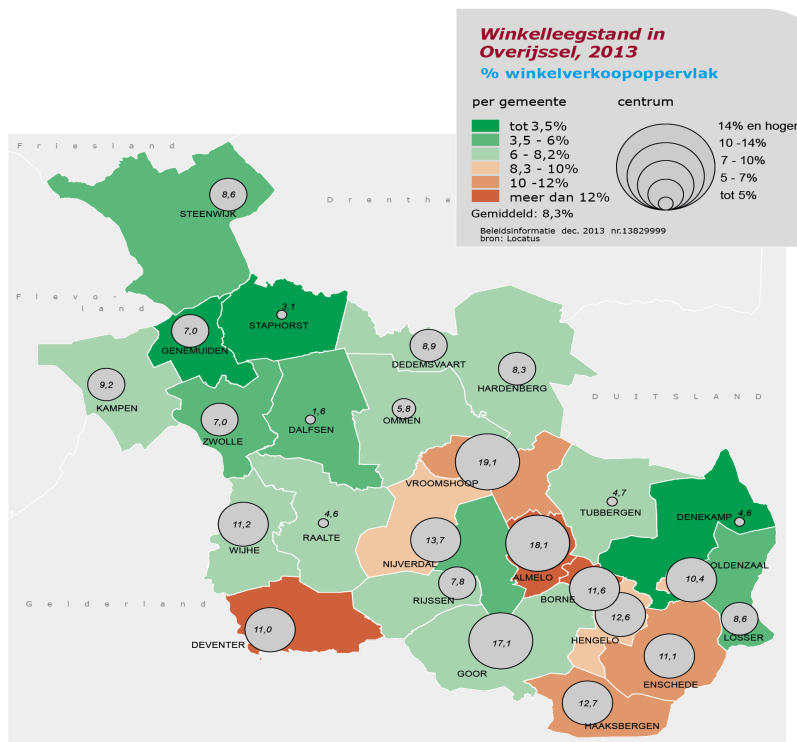 Winkelleegstand in
Overijssel, 2013
% winkelverkoopoppervlak
per gemeente
centrum
tot 3,5%
3,5 - 6%
6 - 8,2%
8,3 - 10%
10 -12%
meer dan 12%
Gemiddeld: 8,3%
14% en hoger
10 -14%
7 - 10%
5 - 7%
tot 5%
Beleidsinformatie dec. 2013 nr.13829999
bron: Locatus
Friesland
Drenthe
Flevo-
land
DUITSLAND
Gelderland
8,6
STEENWIJK
3,1
STAPHORST
7,0
GENEMUIDEN
8,9
DEDEMSVAART
8,3
HARDENBERG
9,2
KAMPEN
7,0
ZWOLLE
1,6
DALFSEN
5,8
OMMEN
19,1
VROOMSHOOP
4,7
TUBBERGEN
4,6
DENEKAMP
11,2
WIJHE
4,6
RAALTE
13,7
NIJVERDAL
18,1
ALMELO
OLDENZAAL
10,4
7,8
RIJSSEN
BORNE
11,6
12,6
HENGELO
8,6
LOSSER
11,0
DEVENTER
17,1
GOOR
11,1
ENSCHEDE
12,7
HAAKSBERGEN